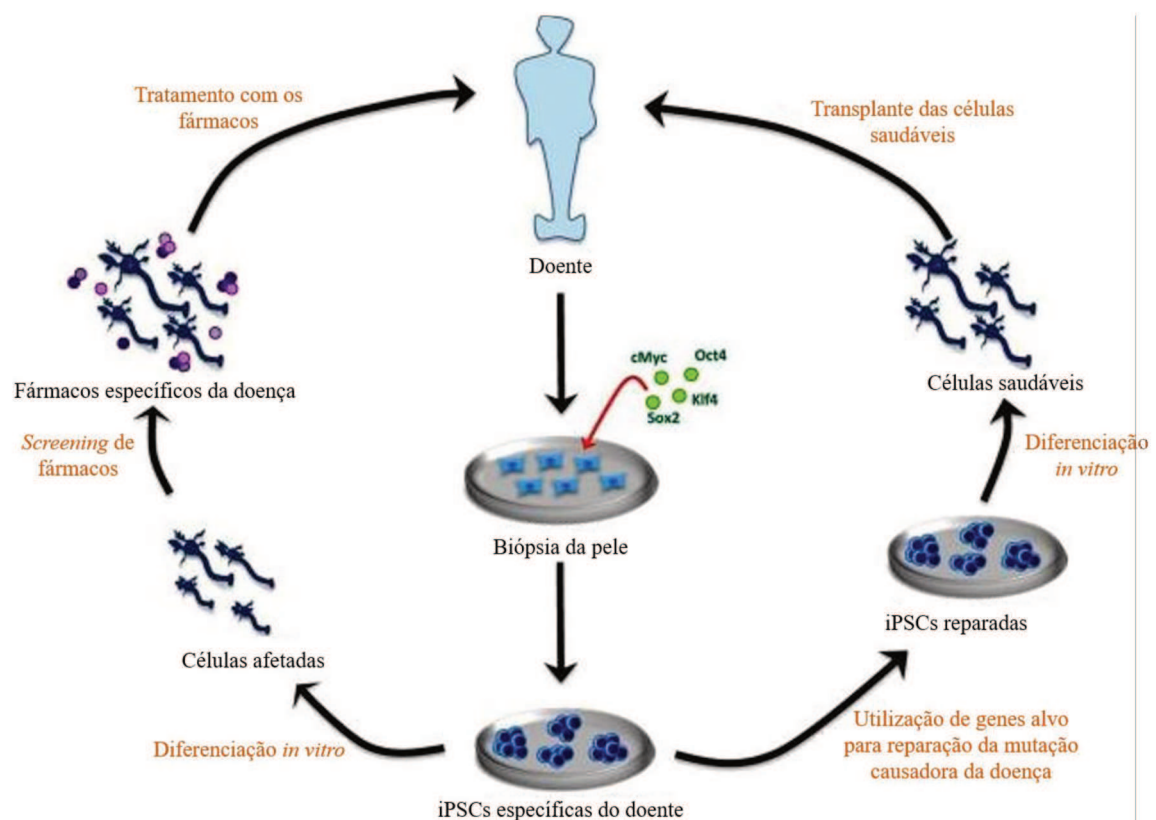 Tratamento com os
fármacos
Transplante das células
saudáveis
Doente
cMyc
Oct4
Klf4
Sox2
Fármacos específicos da doença
Células saudáveis
Screening de
fármacos
Diferenciação
in vitro
Biópsia da pele
iPSCs reparadas
Células afetadas
Diferenciação in vitro
Utilização de genes alvo
para reparação da mutação
causadora da doença
iPSCs específicas do doente